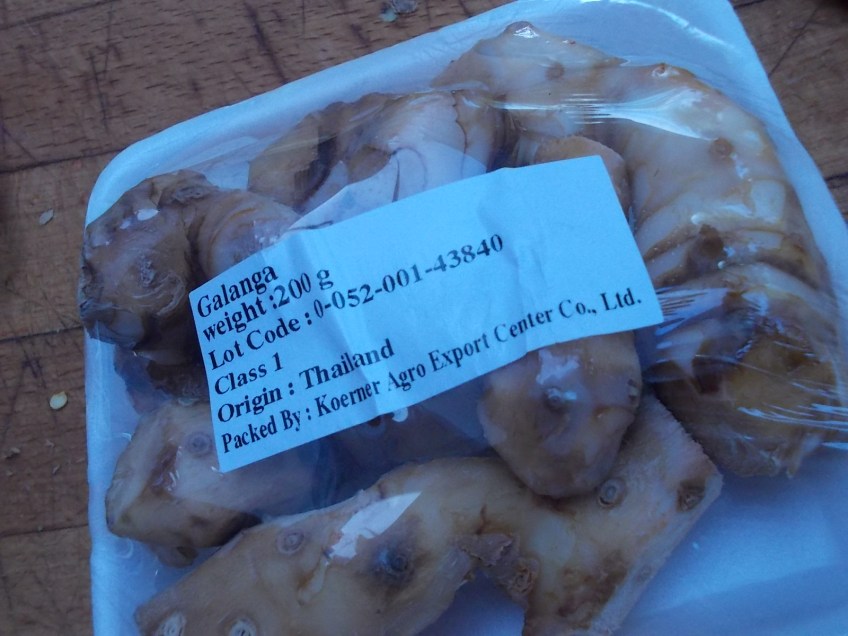 Galanga
weight :200 g
Lot Code : 0-052-001-43840
Class 1
Origin : Thailand
Packed By : Koerner Agro Export Center Co., Ltd.